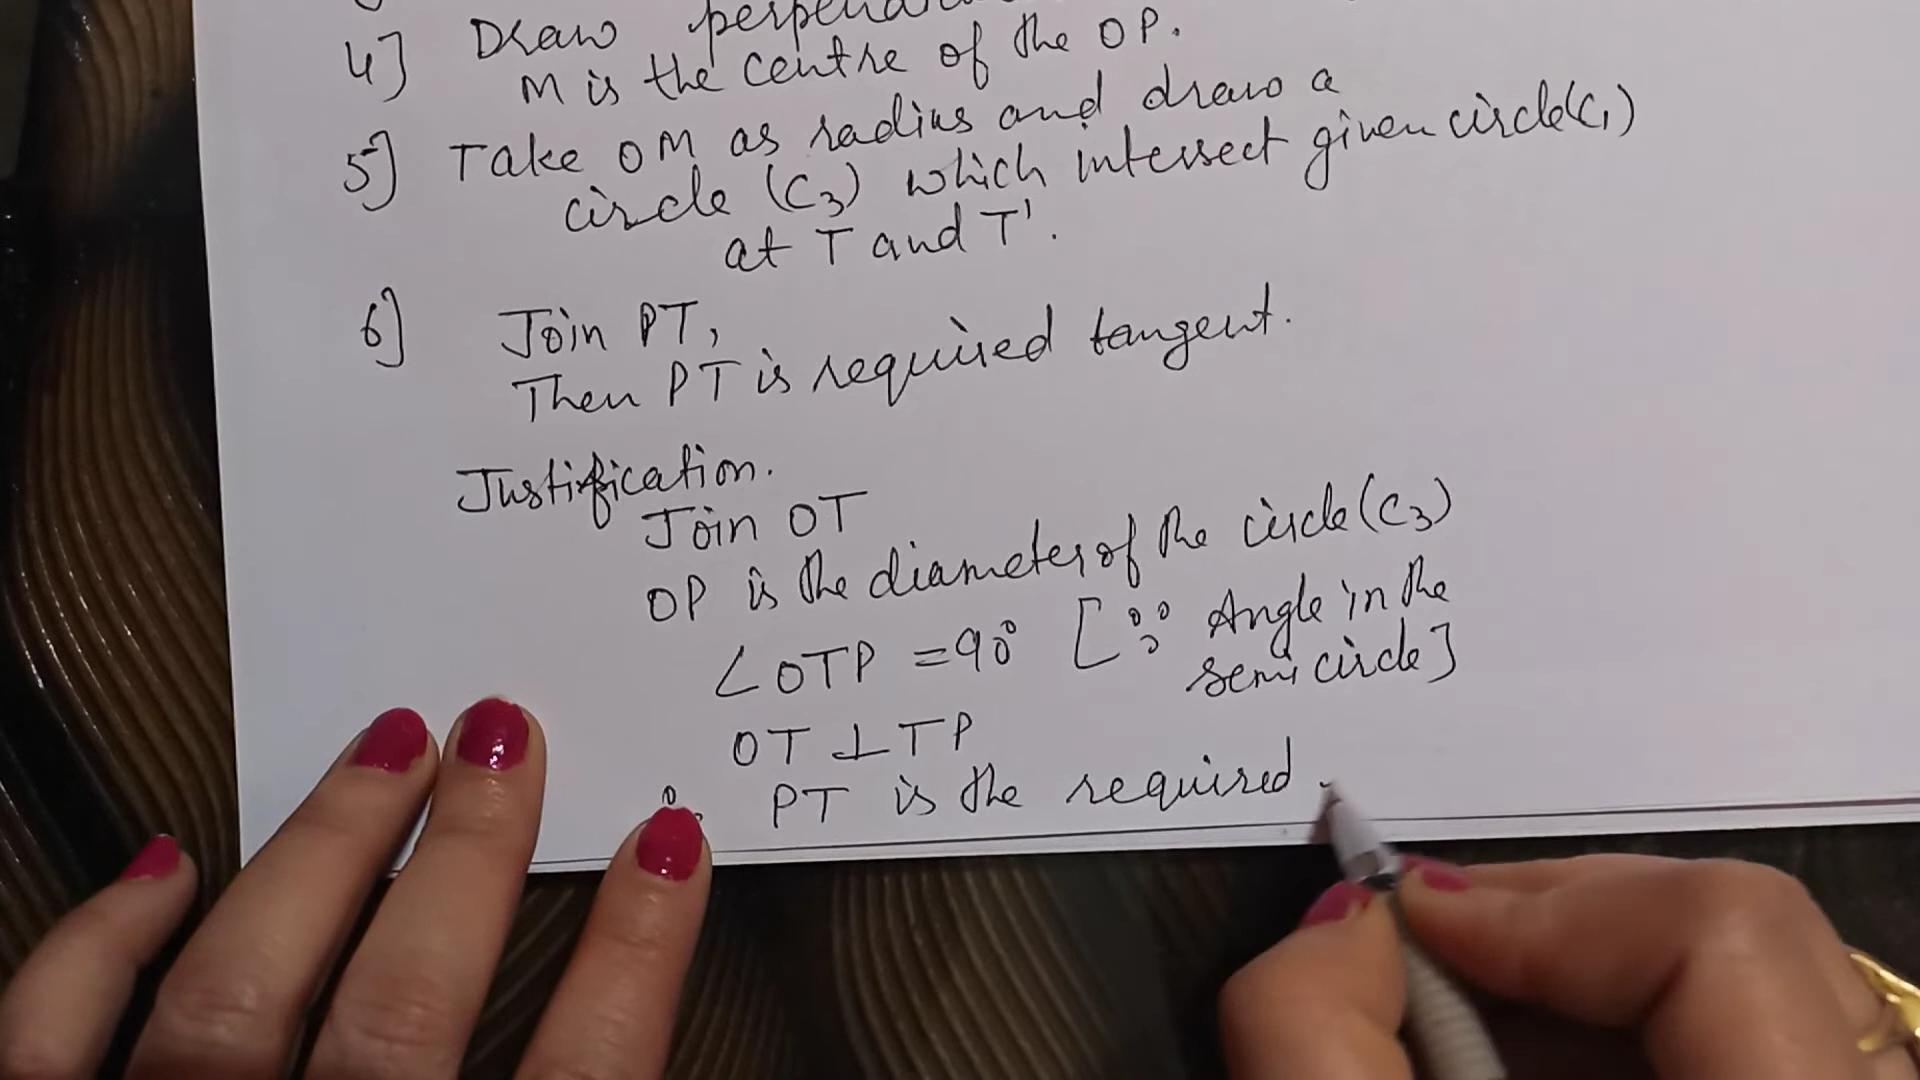 4] Draw
M is the centre of the OP.
5] Take OM as radius and draw a
circle (C3) which intersect given circle(C1)
at T and T'.
6] Join PT,
Then PT is required tangent.
Justification.
Join OT
OP is the diameter of the circle (C3)
∠OTP = 90° [∵ Angle in the
semi circle]
OT ⊥ TP
∴ PT is the required